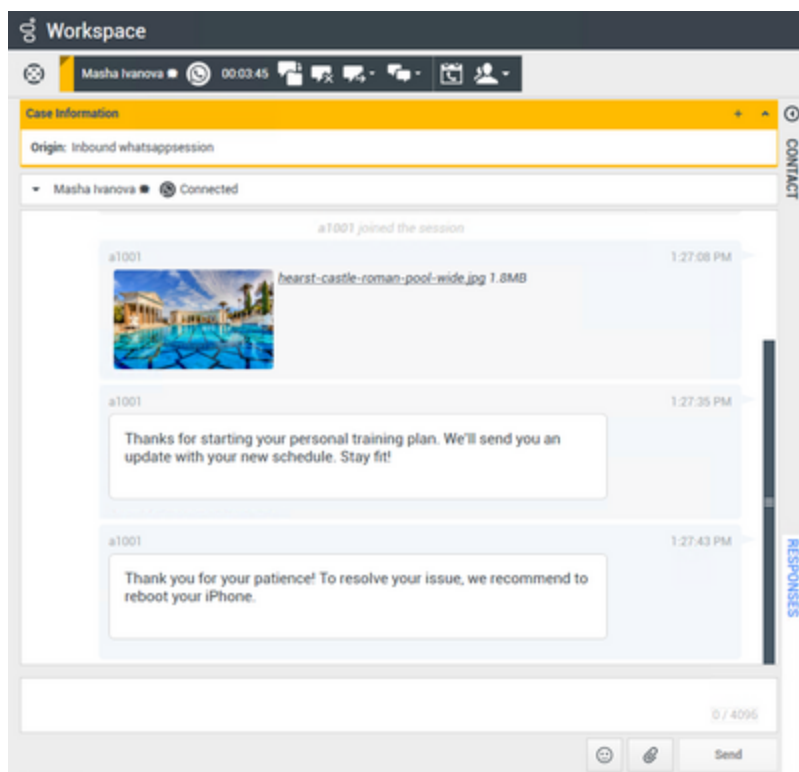 Workspace
Masha Ivanova
00:03:45
Case Information
Origin: Inbound whatsappsession
Masha Ivanova Connected
CONTACT
a1001 joined the session
a1001
1:27:08 PM
hearst-castle-roman-pool-wide.jpg 1.8MB
a1001
1:27:35 PM
Thanks for starting your personal training plan. We'll send you an
update with your new schedule. Stay fit!
a1001
1:27:43 PM
Thank you for your patience! To resolve your issue, we recommend to
reboot your iPhone.
RESPONSES
0 / 4096
Send